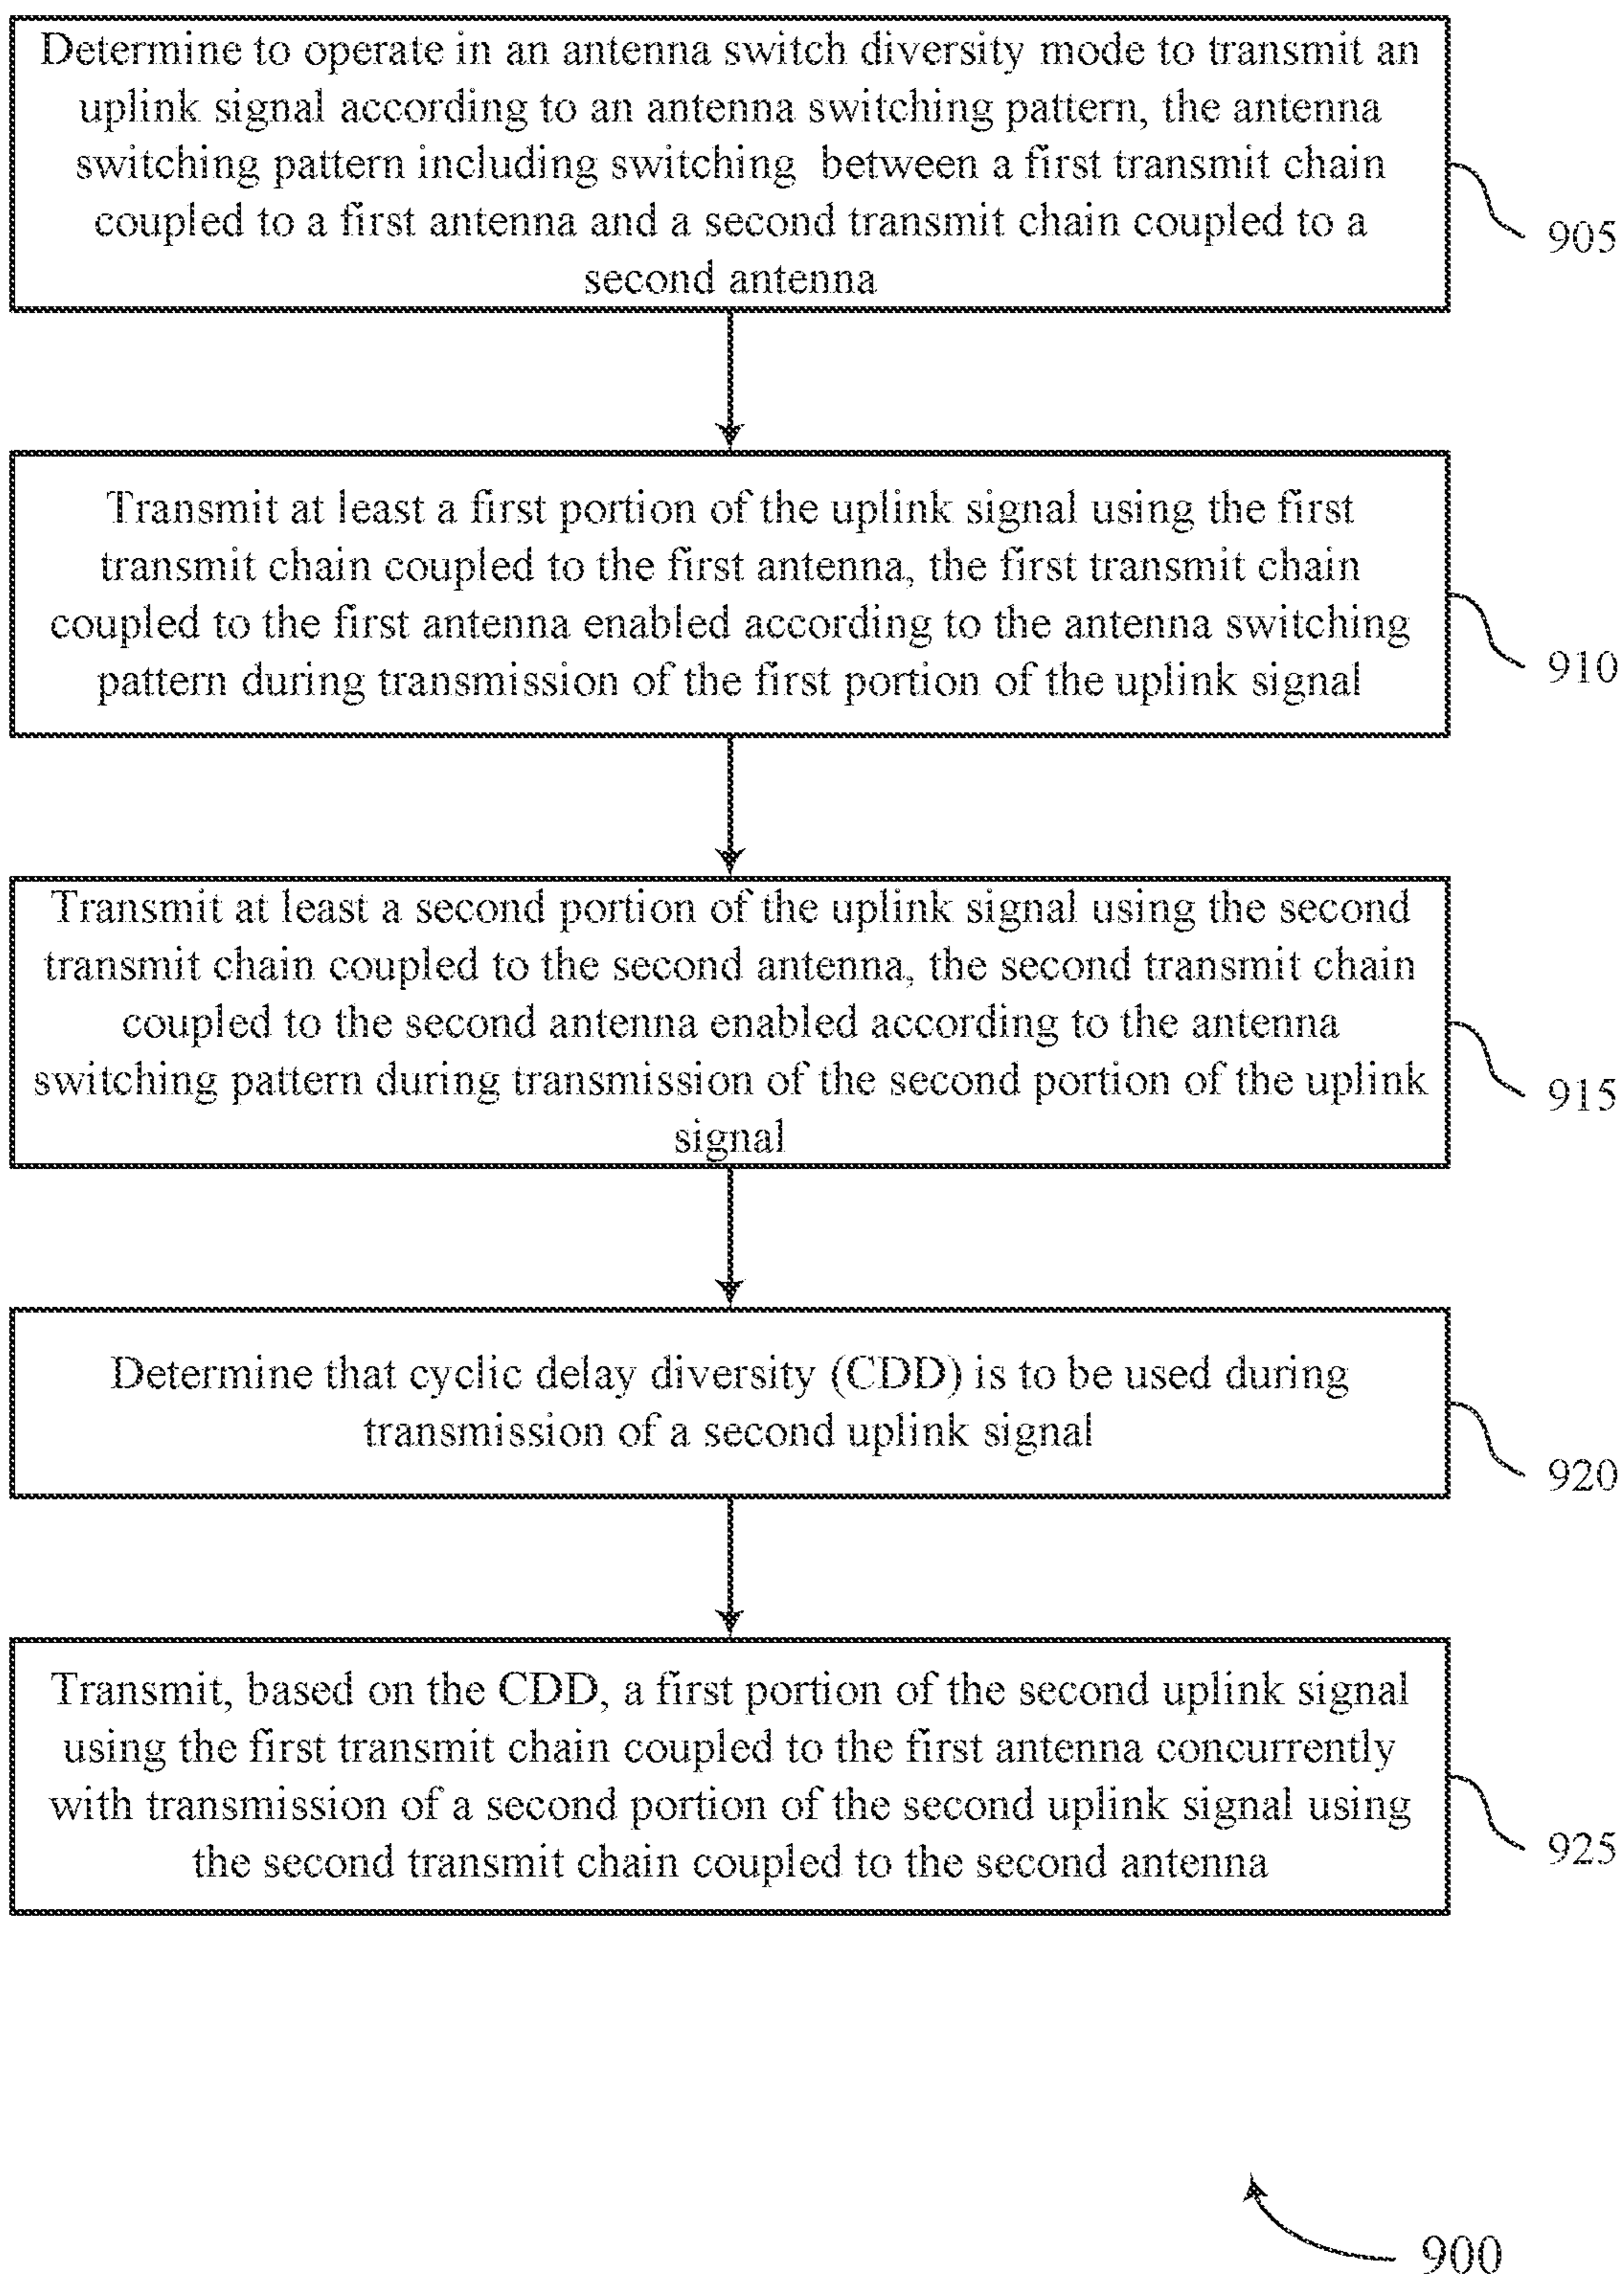 Determine to operate in an antenna switch diversity mode to transmit an
uplink signal according to an antenna switching pattern, the antenna
switching pattern including switching between a first transmit chain
coupled to a first antenna and a second transmit chain coupled to a
second antenna
905
Transmit at least a first portion of the uplink signal using the first
transmit chain coupled to the first antenna, the first transmit chain
coupled to the first antenna enabled according to the antenna switching
pattern during transmission of the first portion of the uplink signal
910
Transmit at least a second portion of the uplink signal using the second
transmit chain coupled to the second antenna, the second transmit chain
coupled to the second antenna enabled according to the antenna
switching pattern during transmission of the second portion of the uplink
signal
915
Determine that cyclic delay diversity (CDD) is to be used during
transmission of a second uplink signal
920
Transmit, based on the CDD, a first portion of the second uplink signal
using the first transmit chain coupled to the first antenna concurrently
with transmission of a second portion of the second uplink signal using
the second transmit chain coupled to the second antenna
925
900